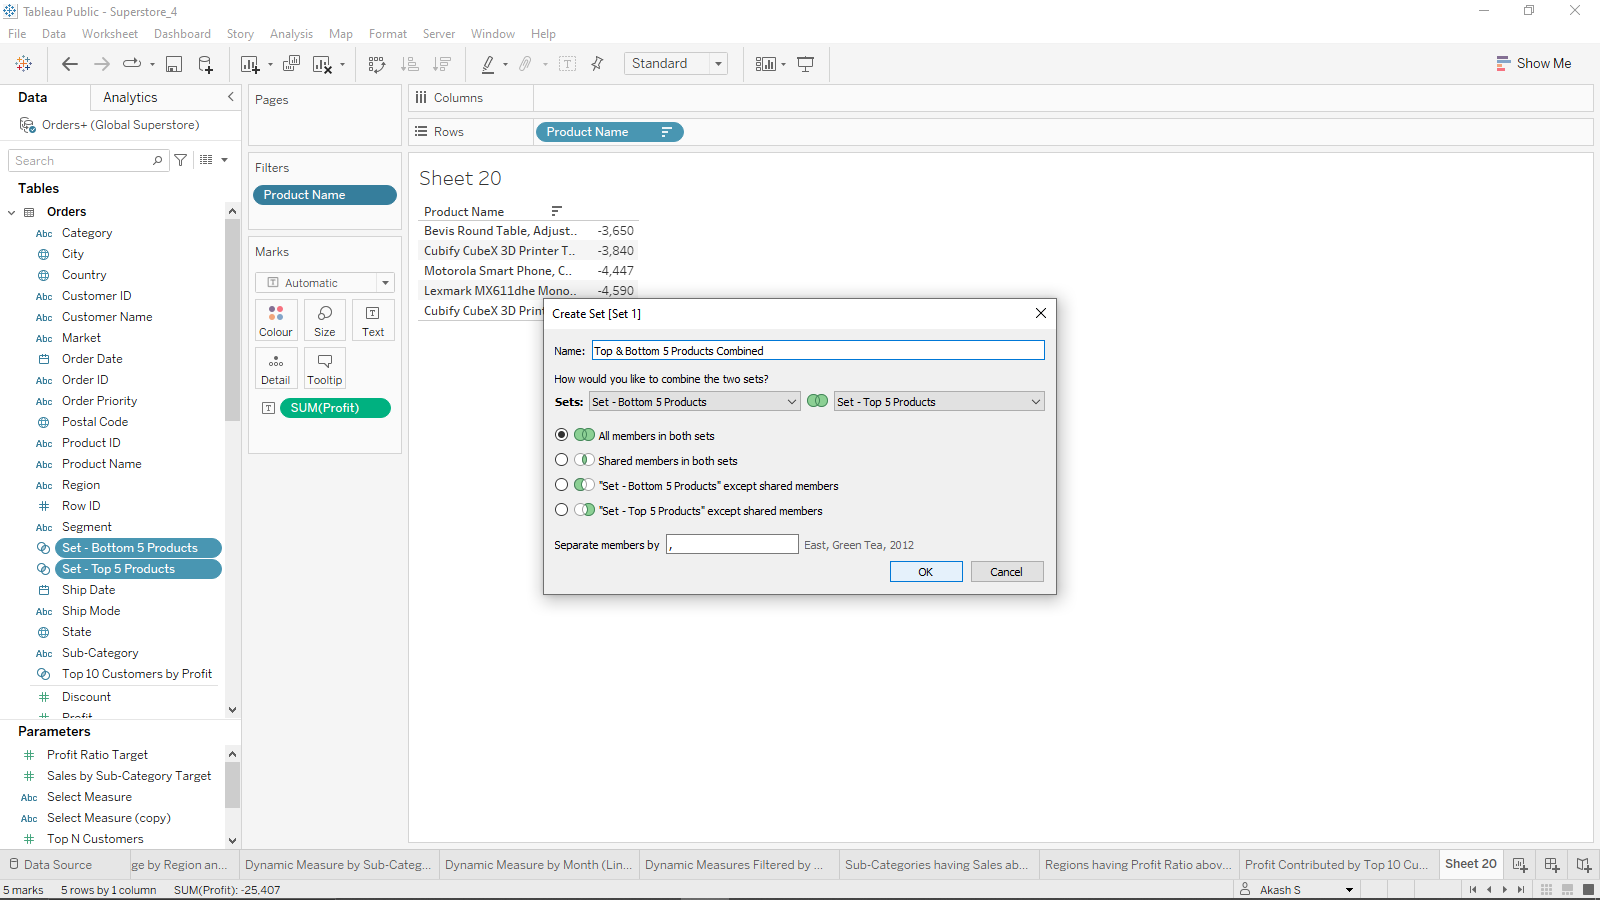 Tableau Public - Superstore_4
File Data Worksheet Dashboard Story Analysis Map Format Server Window Help
Standard
Show Me
Data Analytics
Orders+ (Global Superstore)
Search
Tables
Orders
Abc Category
City
Country
Abc Customer ID
Abc Customer Name
Abc Market
Order Date
Abc Order ID
Abc Order Priority
Postal Code
Abc Product ID
Abc Product Name
Abc Region
Row ID
Abc Segment
Set - Bottom 5 Products
Set - Top 5 Products
Ship Date
Abc Ship Mode
State
Abc Sub-Category
Top 10 Customers by Profit
Discount
Profit
Parameters
Profit Ratio Target
Sales by Sub-Category Target
Abc Select Measure
Abc Select Measure (copy)
Top N Customers
Pages
Filters
Product Name
Marks
Automatic
Colour Size Text
Detail Tooltip
SUM(Profit)
Columns
Rows Product Name
Sheet 20
Product Name
Bevis Round Table, Adjust.. -3,650
Cubify CubeX 3D Printer T.. -3,840
Motorola Smart Phone, C.. -4,447
Lexmark MX611dhe Mono.. -4,590
Cubify CubeX 3D Print
Create Set [Set 1]
Name: Top & Bottom 5 Products Combined
How would you like to combine the two sets?
Sets: Set - Bottom 5 Products Set - Top 5 Products
All members in both sets
Shared members in both sets
"Set - Bottom 5 Products" except shared members
"Set - Top 5 Products" except shared members
Separate members by , East, Green Tea, 2012
OK Cancel
Data Source ge by Region an... Dynamic Measure by Sub-Categ... Dynamic Measure by Month (Lin... Dynamic Measures Filtered by ... Sub-Categories having Sales ab... Regions having Profit Ratio abov... Profit Contributed by Top 10 Cu... Sheet 20
5 marks 5 rows by 1 column SUM(Profit): -25,407 Akash S